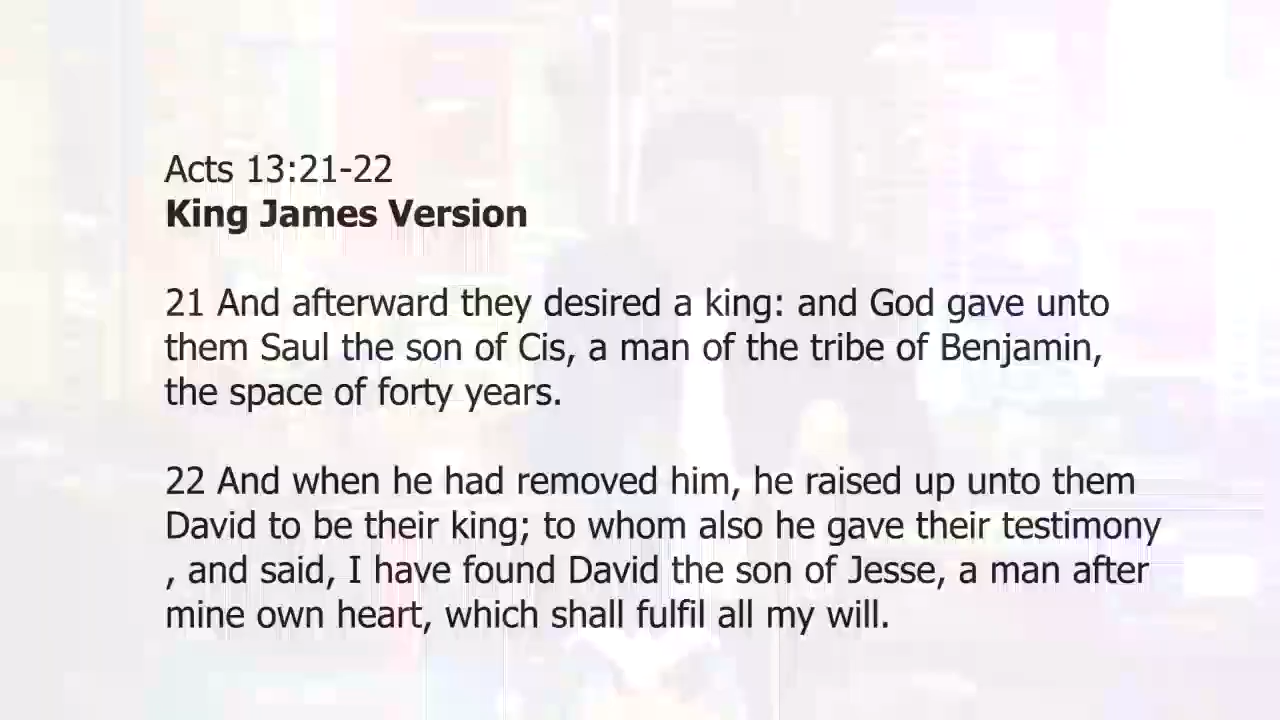 Acts 13:21-22
King James Version
21 And afterward they desired a king: and God gave unto
them Saul the son of Cis, a man of the tribe of Benjamin,
the space of forty years.
22 And when he had removed him, he raised up unto them
David to be their king; to whom also he gave their testimony
, and said, I have found David the son of Jesse, a man after
mine own heart, which shall fulfil all my will.